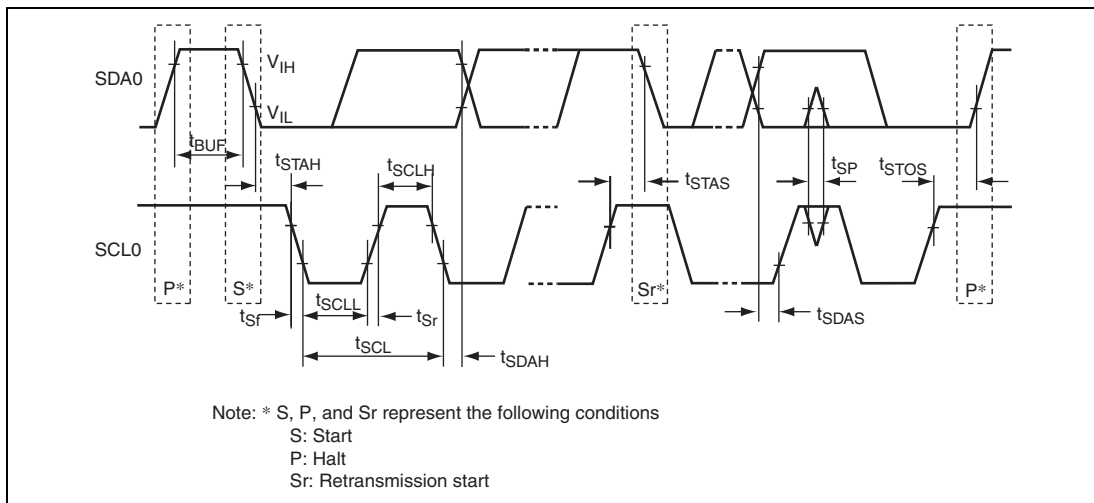 SDA0
VIH
VIL
tBUF
tSTAH
tSCLH
tSTAS
tSP
tSTOS
SCL0
P*
S*
Sr*
P*
tSf
tSCLL
tSr
tSDAS
tSCL
tSDAH
Note: * S, P, and Sr represent the following conditions
S: Start
P: Halt
Sr: Retransmission start